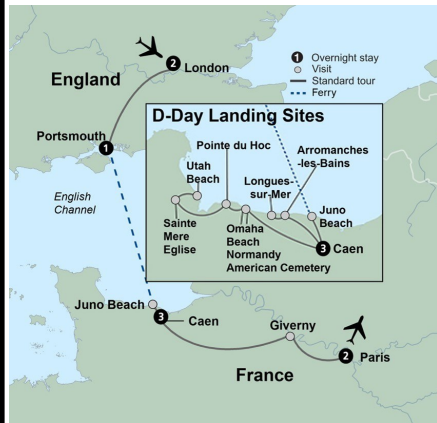 1 Overnight stay
Visit
Standard tour
Ferry
2
London
England
Portsmouth
1
English
Channel
D-Day Landing Sites
Pointe du Hoc
Arromanches
-les-Bains
Utah
Beach
Longues-
sur-Mer
Juno
Beach
Sainte
Mere
Eglise
Omaha
Beach
Normandy
American Cemetery
3
Caen
Juno Beach
3
Caen
Giverny
2
Paris
France